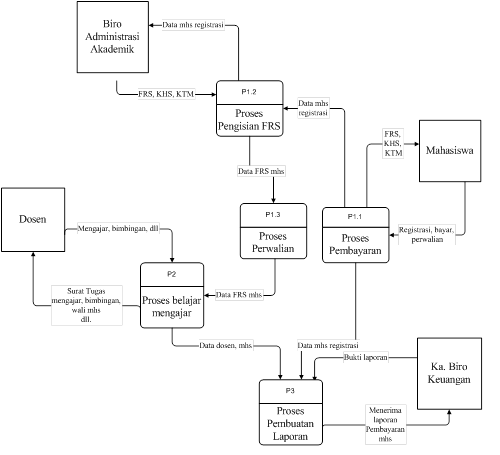 Biro
Administrasi
Akademik
Data mhs registrasi
FRS, KHS, KTM
P1.2
Proses
Pengisian FRS
Data mhs
registrasi
FRS,
KHS,
KTM
Mahasiswa
Data FRS mhs
Dosen
Mengajar, bimbingan, dll
P1.3
Proses
Perwalian
P1.1
Proses
Pembayaran
Registrasi, bayar,
perwalian
P2
Proses belajar
mengajar
Data FRS mhs
Surat Tugas
mengajar, bimbingan,
wali mhs
dll.
Data dosen, mhs
Data mhs registrasi
Bukti laporan
Ka. Biro
Keuangan
P3
Proses
Pembuatan
Laporan
Menerima
laporan
Pembayaran
mhs